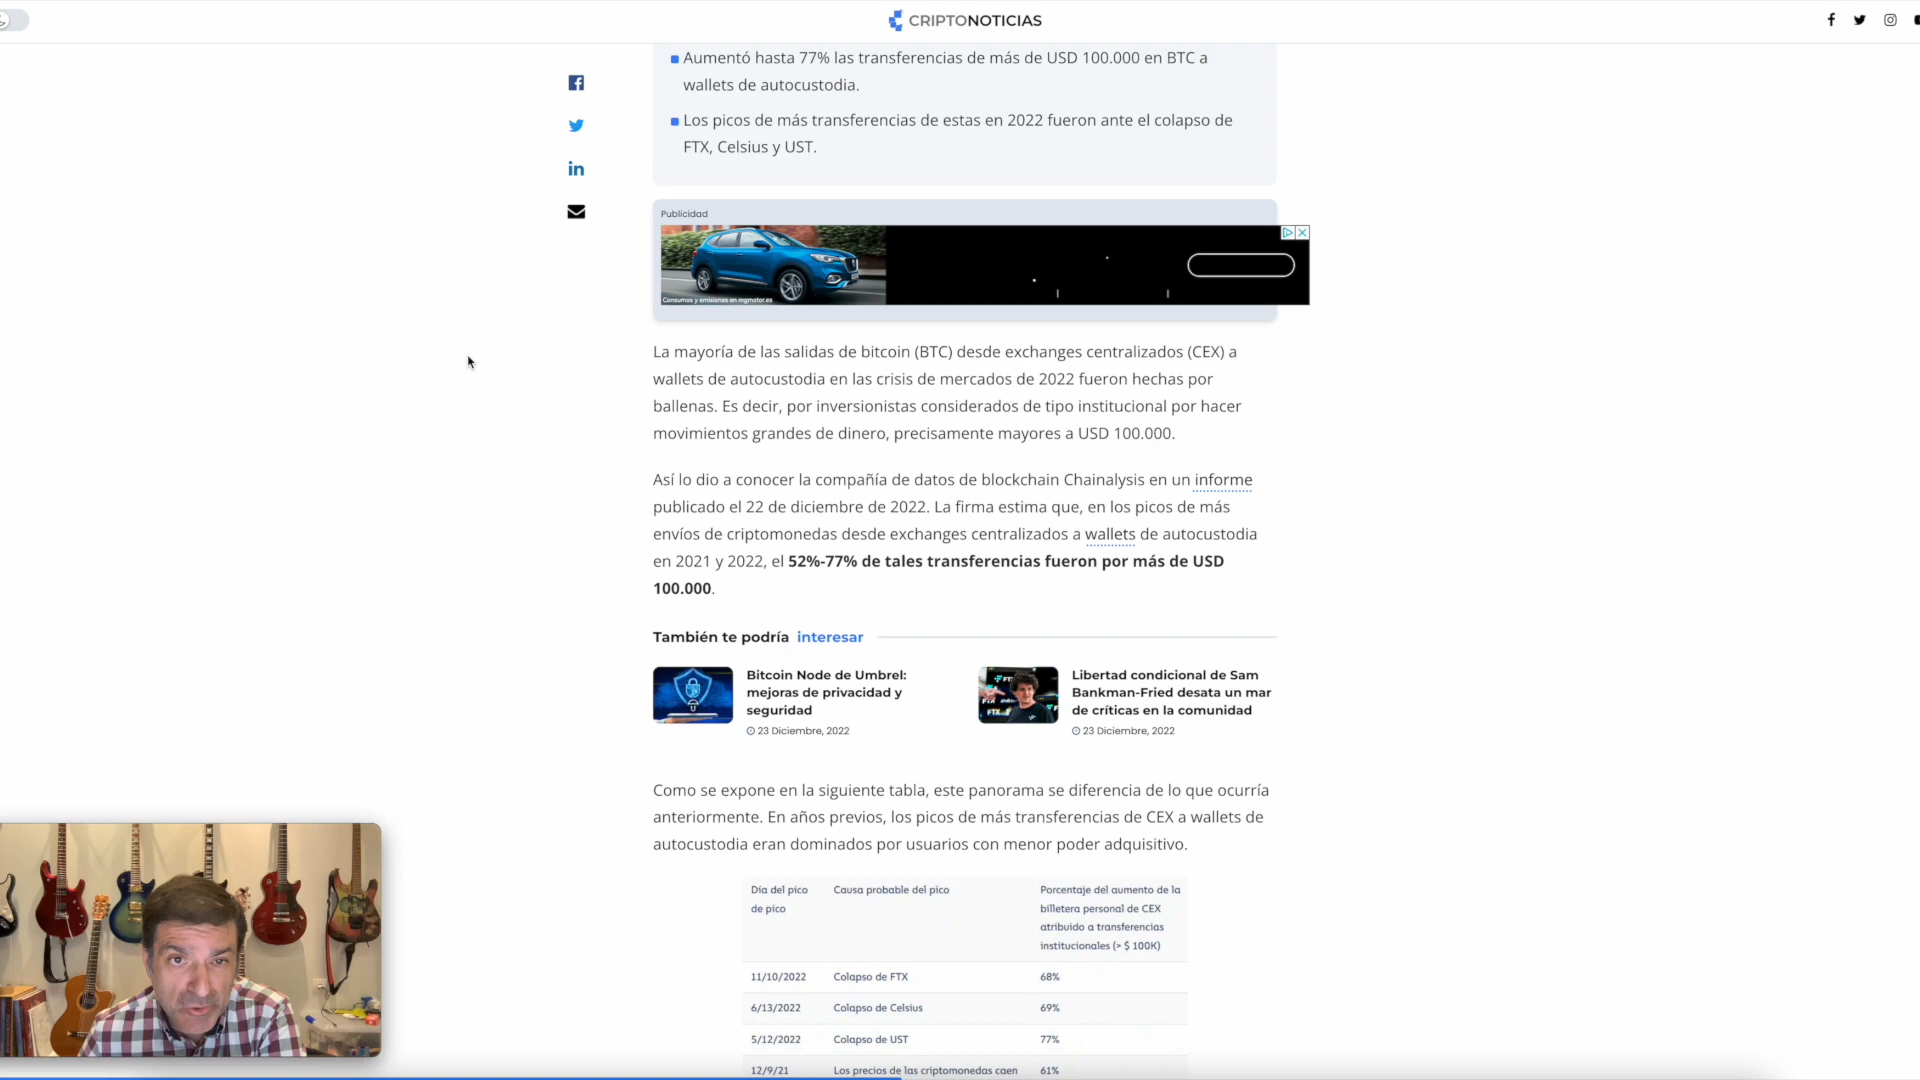 CRIPTONOTICIAS
Aumentó hasta 77% las transferencias de más de USD 100.000 en BTC a
wallets de autocustodia.
Los picos de más transferencias de estas en 2022 fueron ante el colapso de
FTX, Celsius y UST.
Publicidad
Consumos y emisiones en mgmotor.es
La mayoría de las salidas de bitcoin (BTC) desde exchanges centralizados (CEX) a
wallets de autocustodia en las crisis de mercados de 2022 fueron hechas por
ballenas. Es decir, por inversionistas considerados de tipo institucional por hacer
movimientos grandes de dinero, precisamente mayores a USD 100.000.
Así lo dio a conocer la compañía de datos de blockchain Chainalysis en un informe
publicado el 22 de diciembre de 2022. La firma estima que, en los picos de más
envíos de criptomonedas desde exchanges centralizados a wallets de autocustodia
en 2021 y 2022, el 52%-77% de tales transferencias fueron por más de USD
100.000.
También te podría interesar
Bitcoin Node de Umbrel:
mejoras de privacidad y
seguridad
23 Diciembre, 2022
Libertad condicional de Sam
Bankman-Fried desata un mar
de críticas en la comunidad
23 Diciembre, 2022
Como se expone en la siguiente tabla, este panorama se diferencia de lo que ocurría
anteriormente. En años previos, los picos de más transferencias de CEX a wallets de
autocustodia eran dominados por usuarios con menor poder adquisitivo.
Día del pico
de pico
Causa probable del pico
Porcentaje del aumento de la
billetera personal de CEX
atribuido a transferencias
institucionales (> $ 100K)
11/10/2022 Colapso de FTX 68%
6/13/2022 Colapso de Celsius 69%
5/12/2022 Colapso de UST 77%
12/9/21 Los precios de las criptomonedas caen 61%